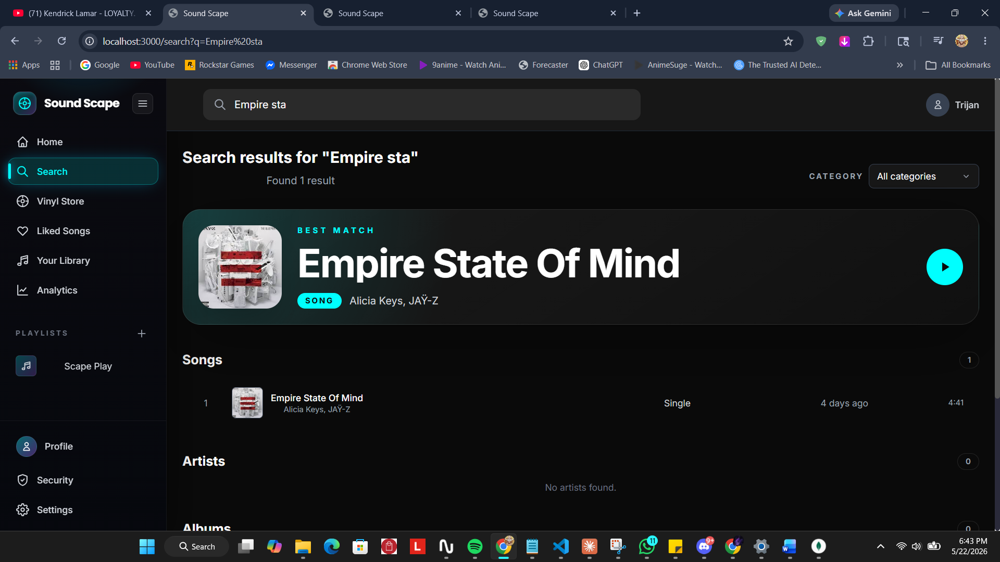 (71) Kendrick Lamar - LOYALTY.
Sound Scape
Sound Scape
Sound Scape
Ask Gemini
localhost:3000/search?q=Empire%20sta
Apps
Google
YouTube
Rockstar Games
Messenger
Chrome Web Store
9anime - Watch Ani...
Forecaster
ChatGPT
AnimeSuge - Watch...
The Trusted AI Dete...
All Bookmarks
Sound Scape
Empire sta
Trijan
Home
Search
Vinyl Store
Liked Songs
Your Library
Analytics
PLAYLISTS
Scape Play
Profile
Security
Settings
Search results for "Empire sta"
Found 1 result
CATEGORY
All categories
BEST MATCH
Empire State Of Mind
SONG
Alicia Keys, JAŸ-Z
Songs
1
1
Empire State Of Mind
Alicia Keys, JAŸ-Z
Single
4 days ago
4:41
Artists
0
No artists found.
Albums
0
Search
11
9+
6:43 PM
5/22/2026